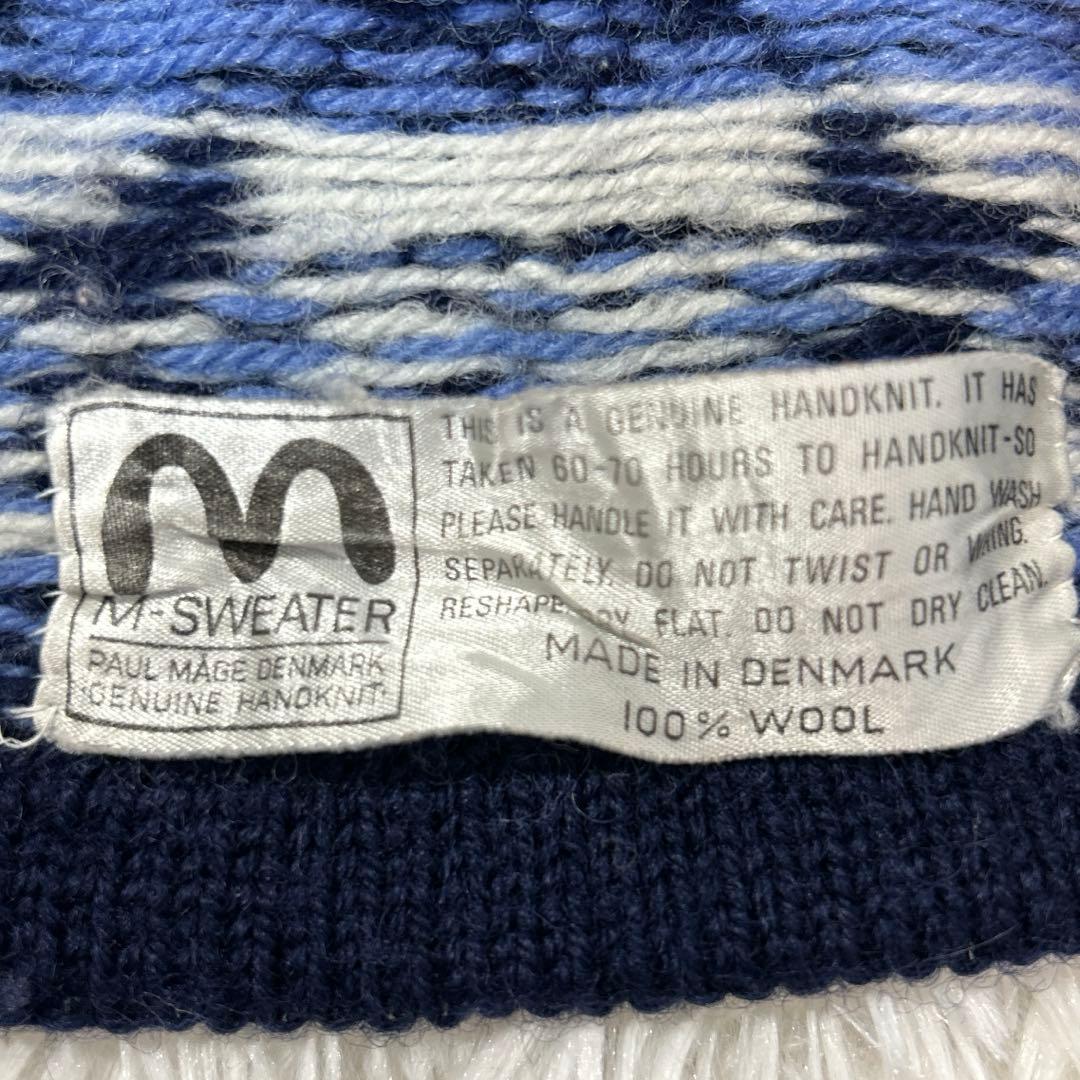 M
M-SWEATER
PAUL MÅGE DENMARK
GENUINE HANDKNIT
THIS IS A GENUINE HANDKNIT. IT HAS
TAKEN 60-70 HOURS TO HANDKNIT-SO
PLEASE HANDLE IT WITH CARE. HAND WASH
SEPARATELY. DO NOT TWIST OR
RESHAPE FLAT. DO NOT DRY CLEAN.
MADE IN DENMARK
100% WOOL